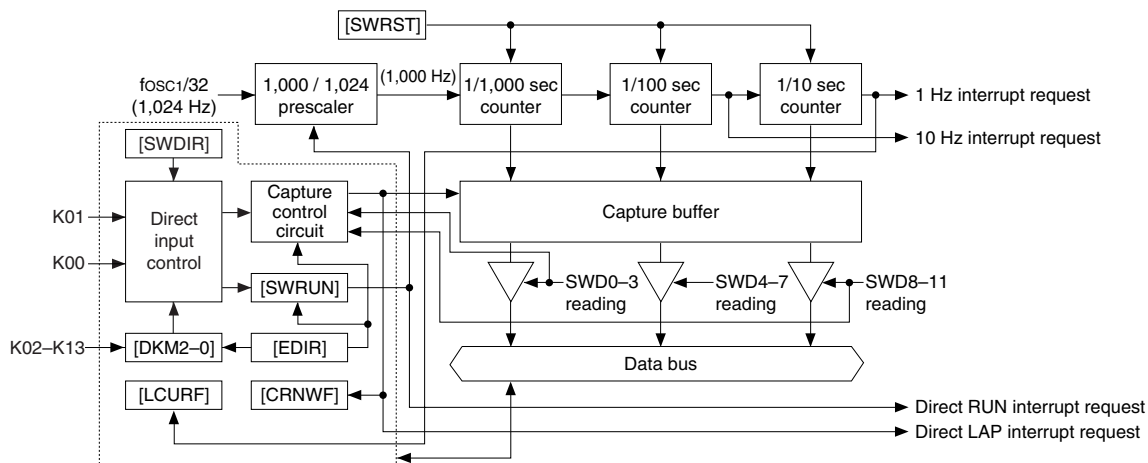 [SWRST]
fOSC1/32
(1,024 Hz)
1,000 / 1,024
prescaler
(1,000 Hz)
1/1,000 sec
counter
1/100 sec
counter
1/10 sec
counter
1 Hz interrupt request
10 Hz interrupt request
[SWDIR]
K01
K00
Direct
input
control
Capture
control
circuit
Capture buffer
[SWRUN]
SWD0–3
reading
SWD4–7
reading
SWD8–11
reading
K02–K13
[DKM2–0]
[EDIR]
Data bus
[LCURF]
[CRNWF]
Direct RUN interrupt request
Direct LAP interrupt request